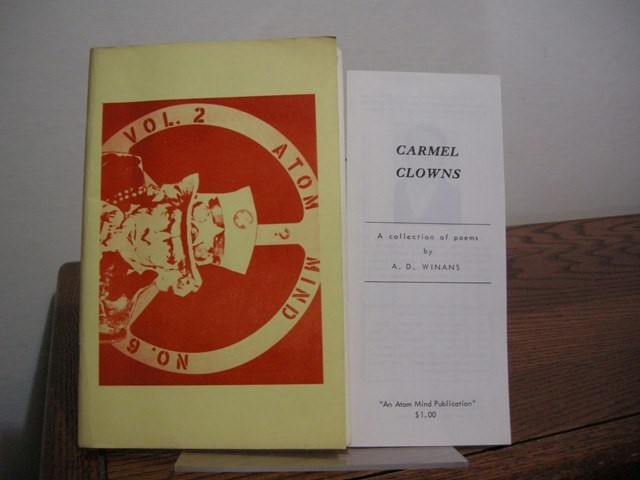 VOL. 2
ATOM
MIND
NO. 6
CARMEL
CLOWNS
A collection of poems
by
A. D. WINANS
"An Atom Mind Publication"
$1.00